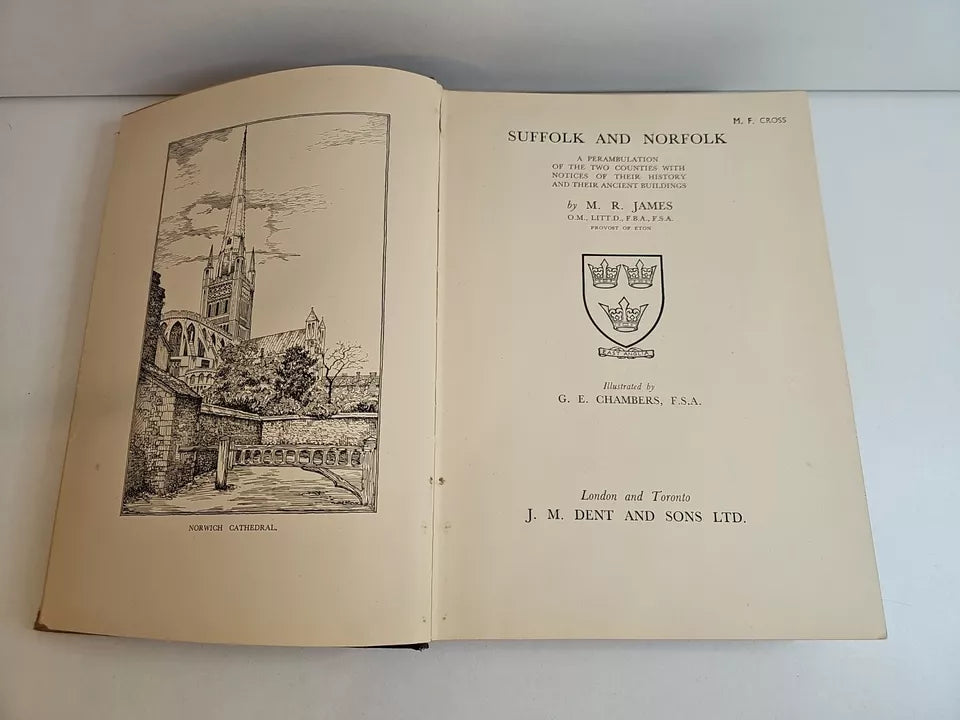 NORWICH CATHEDRAL.
M. F. CROSS
SUFFOLK AND NORFOLK
A PERAMBULATION
OF THE TWO COUNTIES WITH
NOTICES OF THEIR HISTORY
AND THEIR ANCIENT BUILDINGS
by M. R. JAMES
O.M., LITT.D., F.B.A., F.S.A.
PROVOST OF ETON
EAST ANGLIA
Illustrated by
G. E. CHAMBERS, F.S.A.
London and Toronto
J. M. DENT AND SONS LTD.